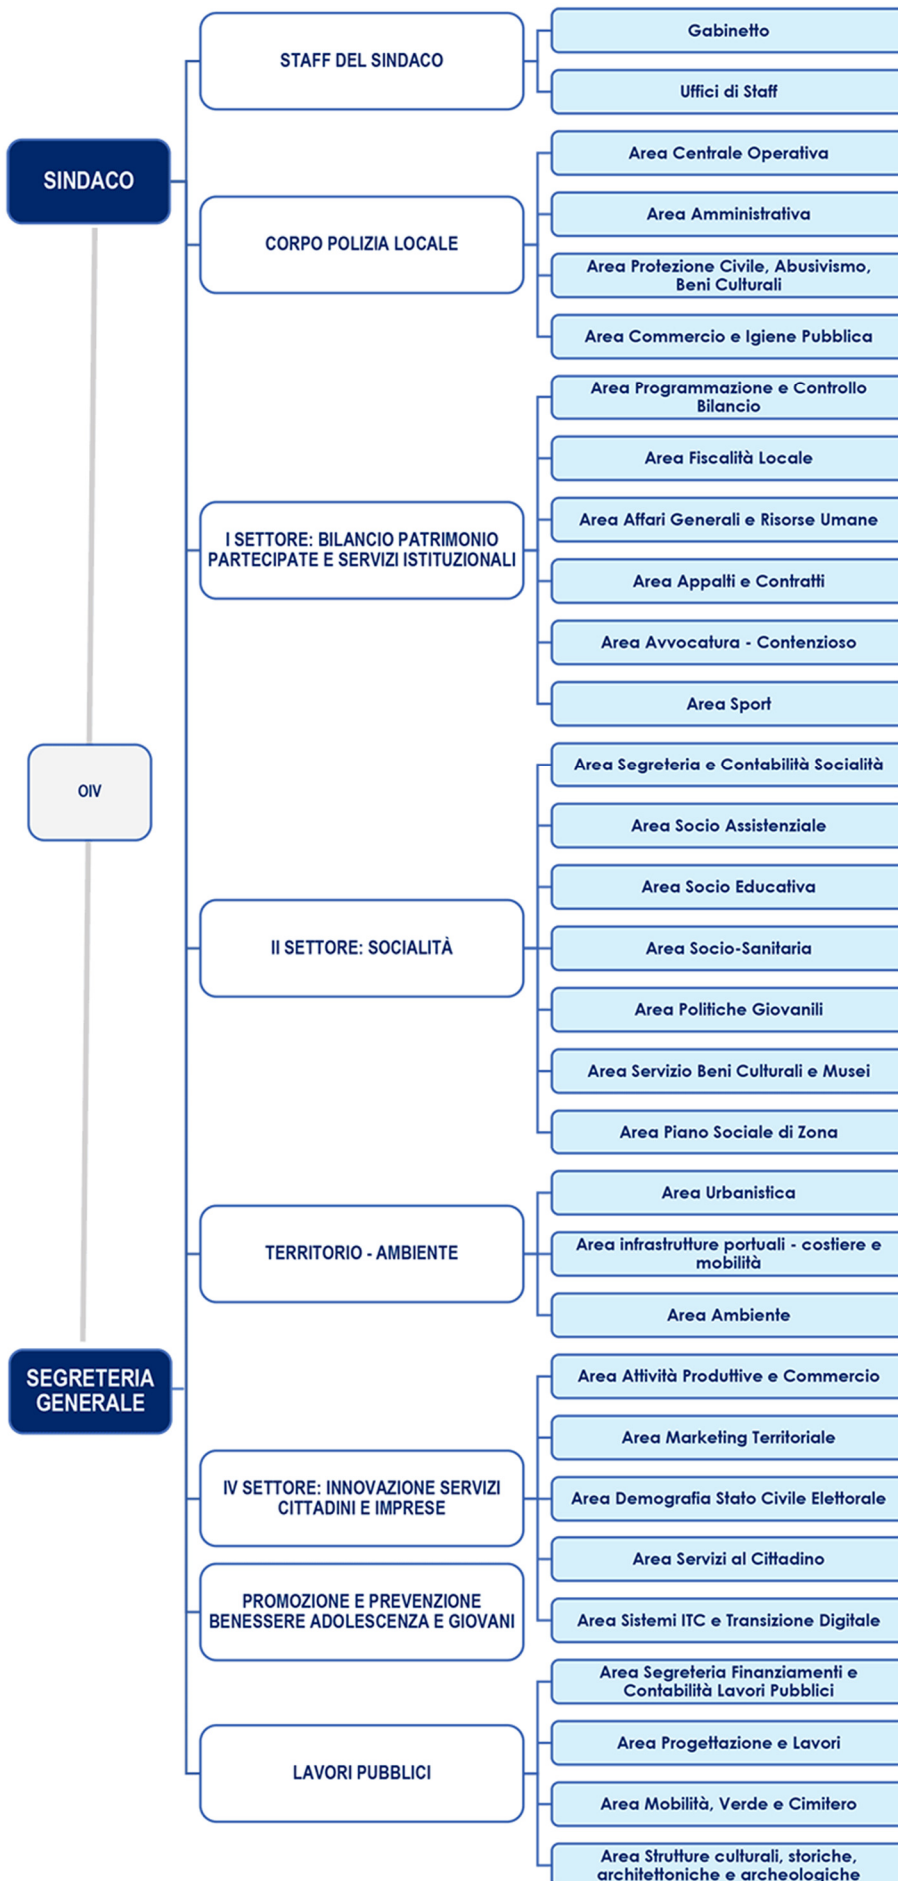 SINDACO
OIV
SEGRETERIA
GENERALE
STAFF DEL SINDACO
Gabinetto
Uffici di Staff
CORPO POLIZIA LOCALE
Area Centrale Operativa
Area Amministrativa
Area Protezione Civile, Abusivismo,
Beni Culturali
Area Commercio e Igiene Pubblica
I SETTORE: BILANCIO PATRIMONIO
PARTECIPATE E SERVIZI ISTITUZIONALI
Area Programmazione e Controllo
Bilancio
Area Fiscalità Locale
Area Affari Generali e Risorse Umane
Area Appalti e Contratti
Area Avvocatura - Contenzioso
Area Sport
II SETTORE: SOCIALITÀ
Area Segreteria e Contabilità Socialità
Area Socio Assistenziale
Area Socio Educativa
Area Socio-Sanitaria
Area Politiche Giovanili
Area Servizio Beni Culturali e Musei
Area Piano Sociale di Zona
TERRITORIO - AMBIENTE
Area Urbanistica
Area infrastrutture portuali - costiere e
mobilità
Area Ambiente
IV SETTORE: INNOVAZIONE SERVIZI
CITTADINI E IMPRESE
Area Attività Produttive e Commercio
Area Marketing Territoriale
Area Demografia Stato Civile Elettorale
Area Servizi al Cittadino
Area Sistemi ITC e Transizione Digitale
PROMOZIONE E PREVENZIONE
BENESSERE ADOLESCENZA E GIOVANI
LAVORI PUBBLICI
Area Segreteria Finanziamenti e
Contabilità Lavori Pubblici
Area Progettazione e Lavori
Area Mobilità, Verde e Cimitero
Area Strutture culturali, storiche,
architettoniche e archeologiche